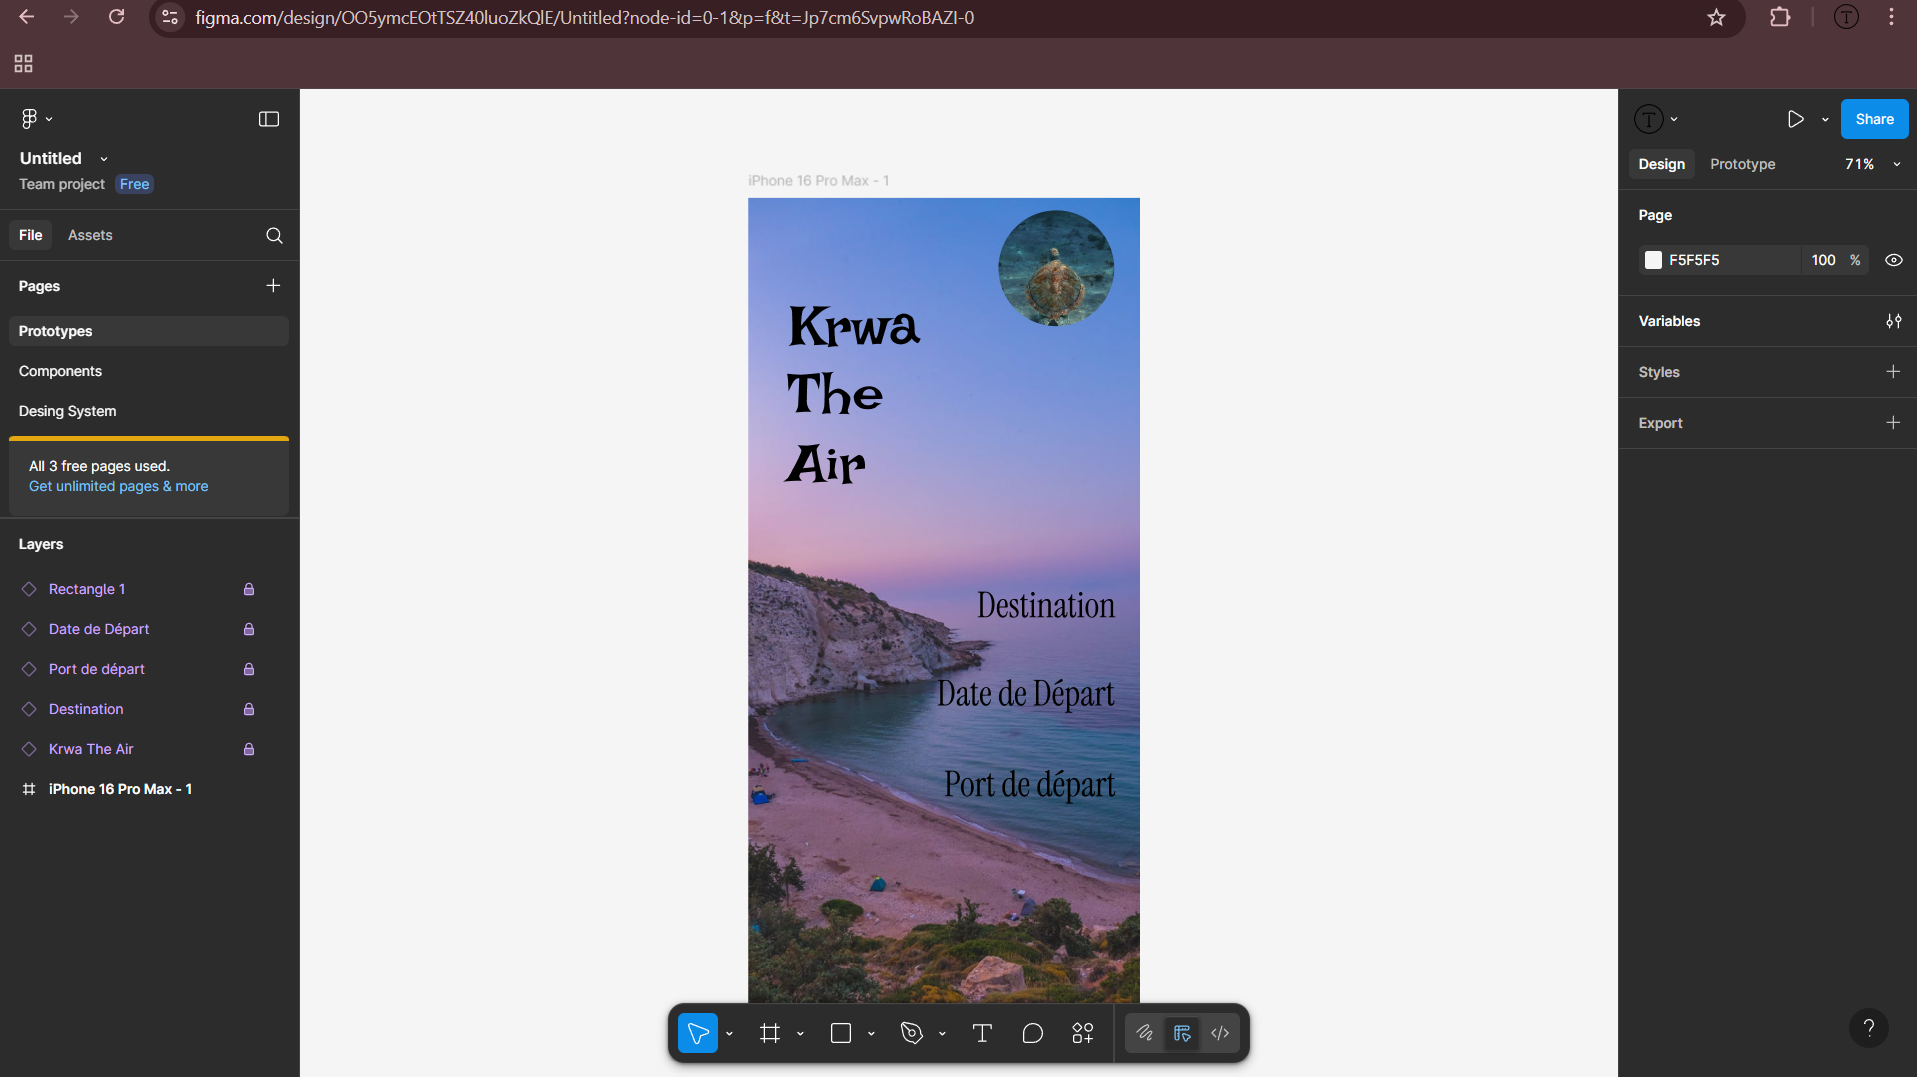 figma.com/design/OO5ymcEOtTSZ40luoZkQlE/Untitled?node-id=0-1&p=f&t=Jp7cm6SvpwRoBAZI-0
T
Untitled
Team project Free
File Assets
Pages
Prototypes
Components
Desing System
All 3 free pages used.
Get unlimited pages & more
Layers
Rectangle 1
Date de Départ
Port de départ
Destination
Krwa The Air
iPhone 16 Pro Max - 1
iPhone 16 Pro Max - 1
Krwa
The
Air
Destination
Date de Départ
Port de départ
T
Share
Design Prototype 71%
Page
F5F5F5 100 %
Variables
Styles
Export
?